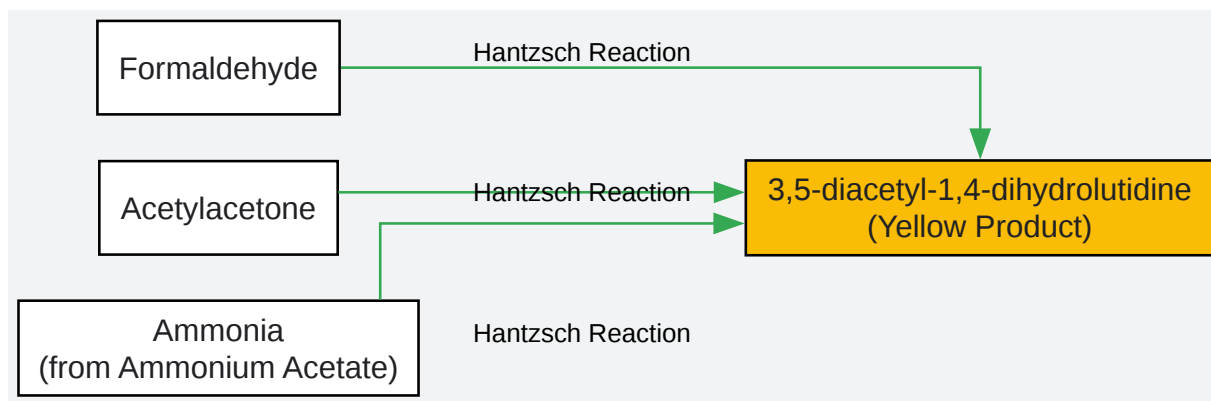 Formaldehyde
Hantzsch Reaction
Acetylacetone
Hantzsch Reaction
3,5-diacetyl-1,4-dihydrolutidine
(Yellow Product)
Ammonia
(from Ammonium Acetate)
Hantzsch Reaction